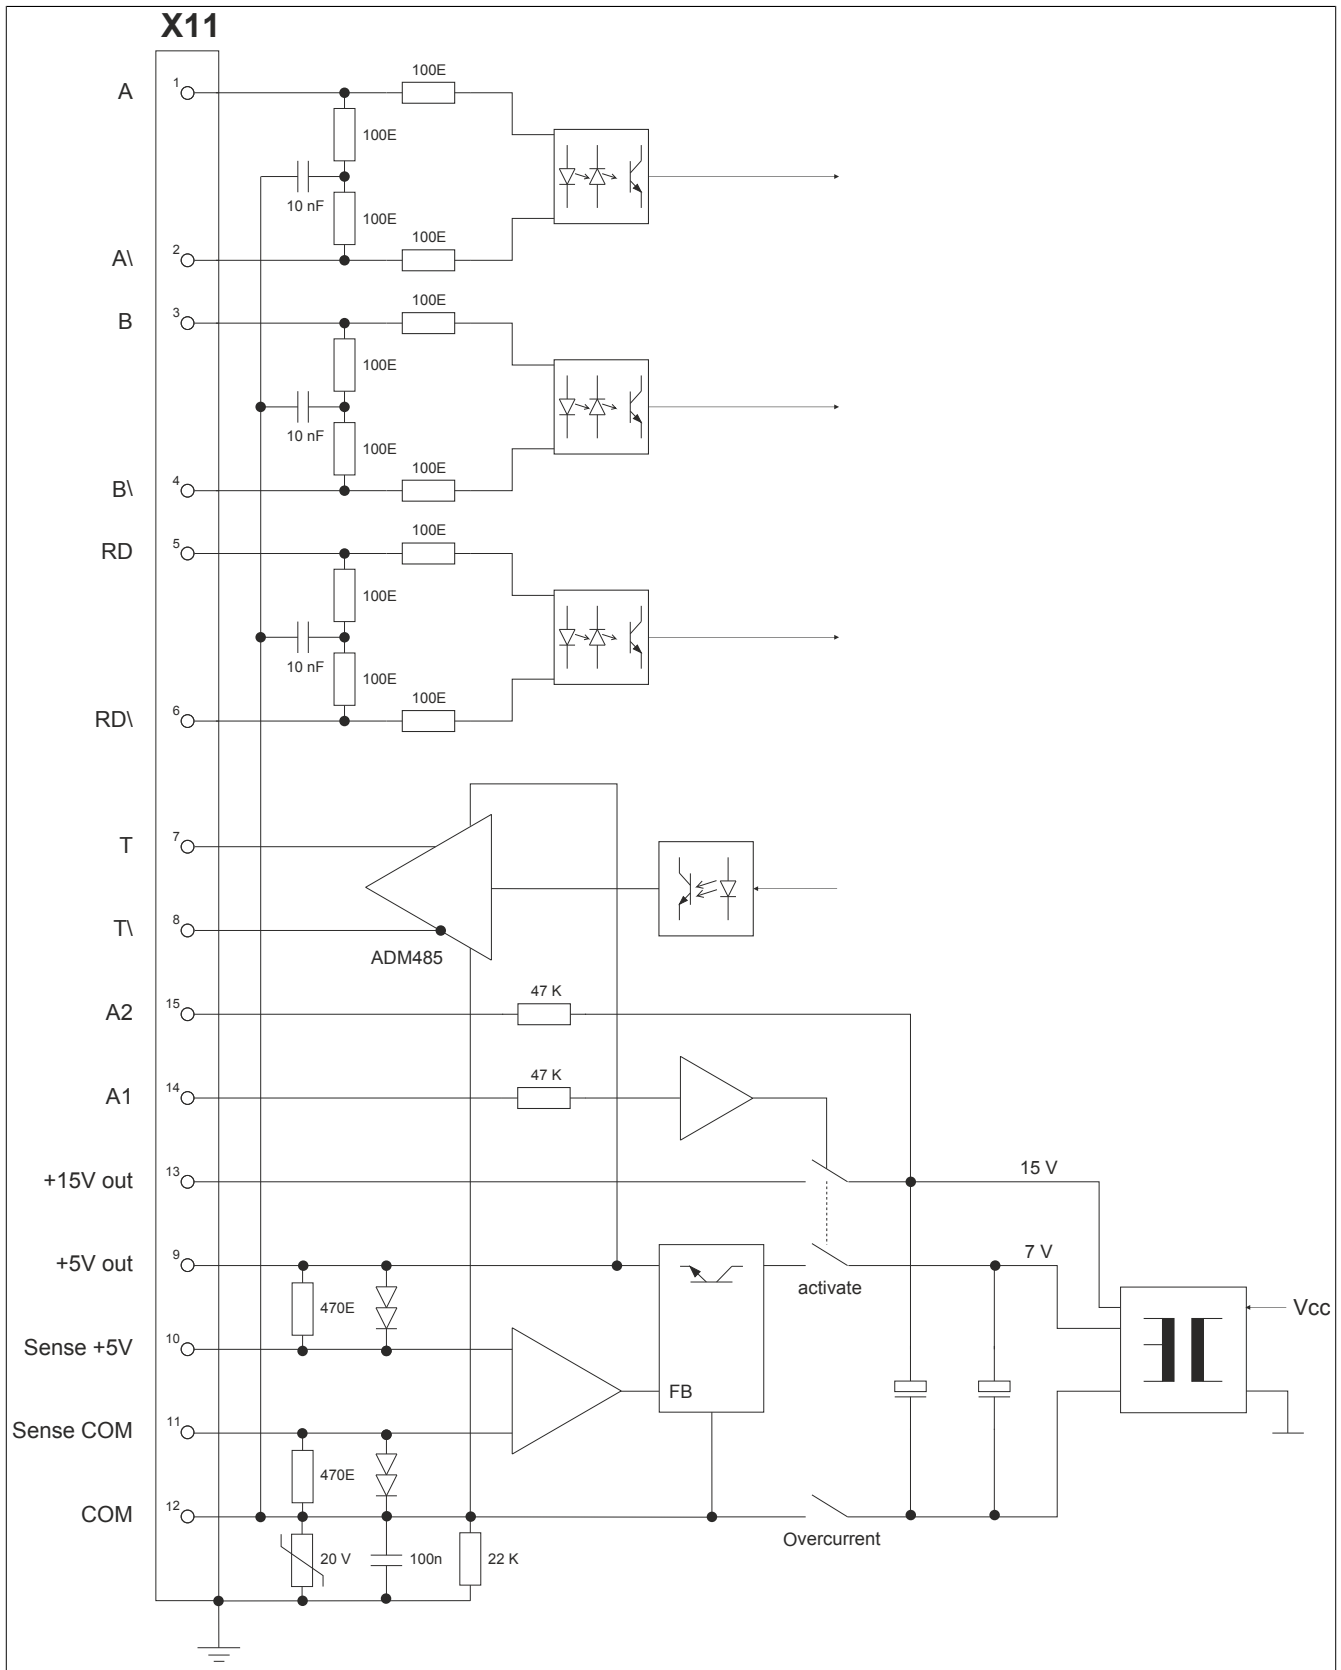 X11
100E
A 1
100E
10 nF
100E
100E
A\ 2
100E
B 3
100E
10 nF
100E
100E
B\ 4
100E
RD 5
100E
10 nF
100E
100E
RD\ 6
T 7
T\ 8
ADM485
47 K
A2 15
47 K
A1 14
+15V out 13
15 V
+5V out 9
7 V
activate
470E
Vcc
Sense +5V 10
FB
Sense COM 11
470E
COM 12
Overcurrent
20 V
100n
22 K